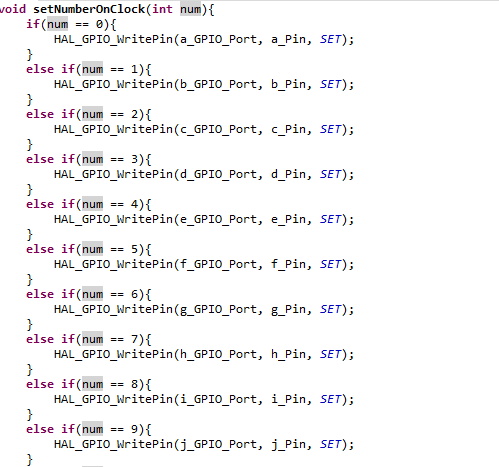 void setNumberOnClock(int num){
if(num == 0){
HAL_GPIO_WritePin(a_GPIO_Port, a_Pin, SET);
}
else if(num == 1){
HAL_GPIO_WritePin(b_GPIO_Port, b_Pin, SET);
}
else if(num == 2){
HAL_GPIO_WritePin(c_GPIO_Port, c_Pin, SET);
}
else if(num == 3){
HAL_GPIO_WritePin(d_GPIO_Port, d_Pin, SET);
}
else if(num == 4){
HAL_GPIO_WritePin(e_GPIO_Port, e_Pin, SET);
}
else if(num == 5){
HAL_GPIO_WritePin(f_GPIO_Port, f_Pin, SET);
}
else if(num == 6){
HAL_GPIO_WritePin(g_GPIO_Port, g_Pin, SET);
}
else if(num == 7){
HAL_GPIO_WritePin(h_GPIO_Port, h_Pin, SET);
}
else if(num == 8){
HAL_GPIO_WritePin(i_GPIO_Port, i_Pin, SET);
}
else if(num == 9){
HAL_GPIO_WritePin(j_GPIO_Port, j_Pin, SET);
}